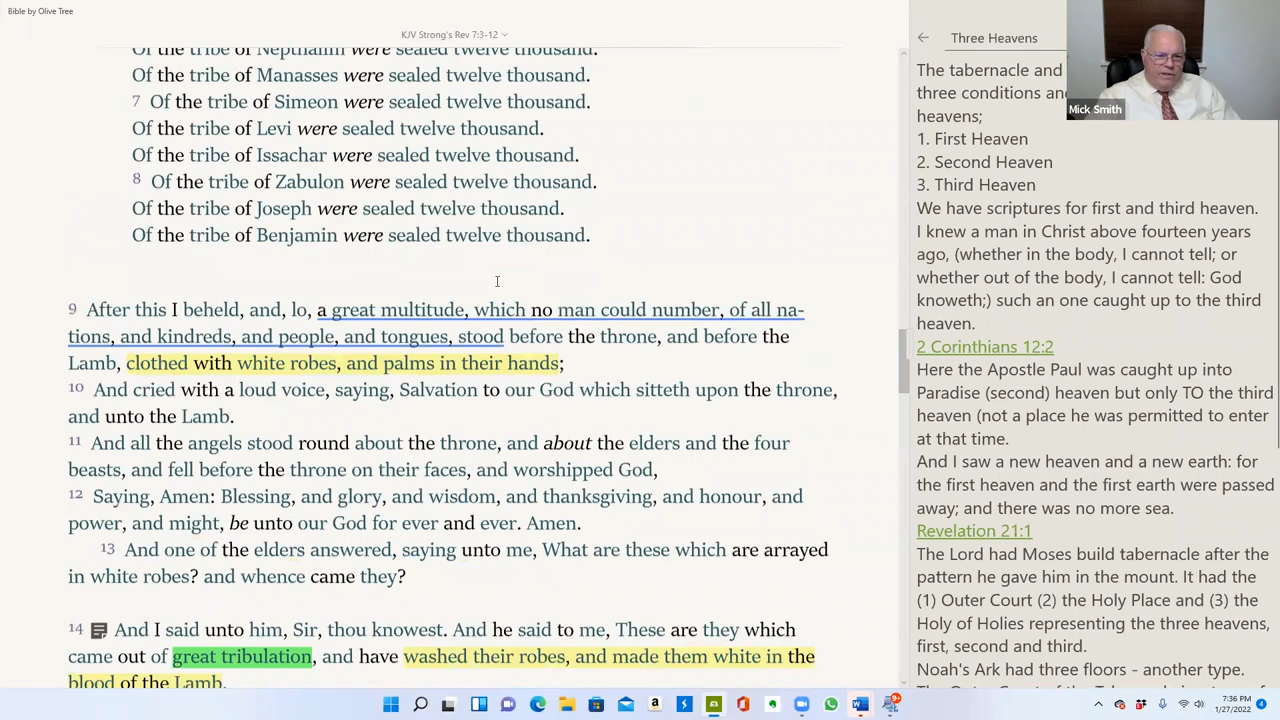 Bible by Olive Tree
KJV Strong's Rev 7:3-12
Of the tribe of Nepthalim were sealed twelve thousand.
Of the tribe of Manasses were sealed twelve thousand.
7 Of the tribe of Simeon were sealed twelve thousand.
Of the tribe of Levi were sealed twelve thousand.
Of the tribe of Issachar were sealed twelve thousand.
8 Of the tribe of Zabulon were sealed twelve thousand.
Of the tribe of Joseph were sealed twelve thousand.
Of the tribe of Benjamin were sealed twelve thousand.
9 After this I beheld, and, lo, a great multitude, which no man could number, of all na-
tions, and kindreds, and people, and tongues, stood before the throne, and before the
Lamb, clothed with white robes, and palms in their hands;
10 And cried with a loud voice, saying, Salvation to our God which sitteth upon the throne,
and unto the Lamb.
11 And all the angels stood round about the throne, and about the elders and the four
beasts, and fell before the throne on their faces, and worshipped God,
12 Saying, Amen: Blessing, and glory, and wisdom, and thanksgiving, and honour, and
power, and might, be unto our God for ever and ever. Amen.
13 And one of the elders answered, saying unto me, What are these which are arrayed
in white robes? and whence came they?
14 And I said unto him, Sir, thou knowest. And he said to me, These are they which
came out of great tribulation, and have washed their robes, and made them white in the
blood of the Lamb.
Three Heavens
Mick Smith
The tabernacle and
three conditions and
heavens;
1. First Heaven
2. Second Heaven
3. Third Heaven
We have scriptures for first and third heaven.
I knew a man in Christ above fourteen years
ago, (whether in the body, I cannot tell; or
whether out of the body, I cannot tell: God
knoweth;) such an one caught up to the third
heaven.
2 Corinthians 12:2
Here the Apostle Paul was caught up into
Paradise (second) heaven but only TO the third
heaven (not a place he was permitted to enter
at that time.
And I saw a new heaven and a new earth: for
the first heaven and the first earth were passed
away; and there was no more sea.
Revelation 21:1
The Lord had Moses build tabernacle after the
pattern he gave him in the mount. It had the
(1) Outer Court (2) the Holy Place and (3) the
Holy of Holies representing the three heavens,
first, second and third.
Noah's Ark had three floors - another type.
7:36 PM
1/27/2022